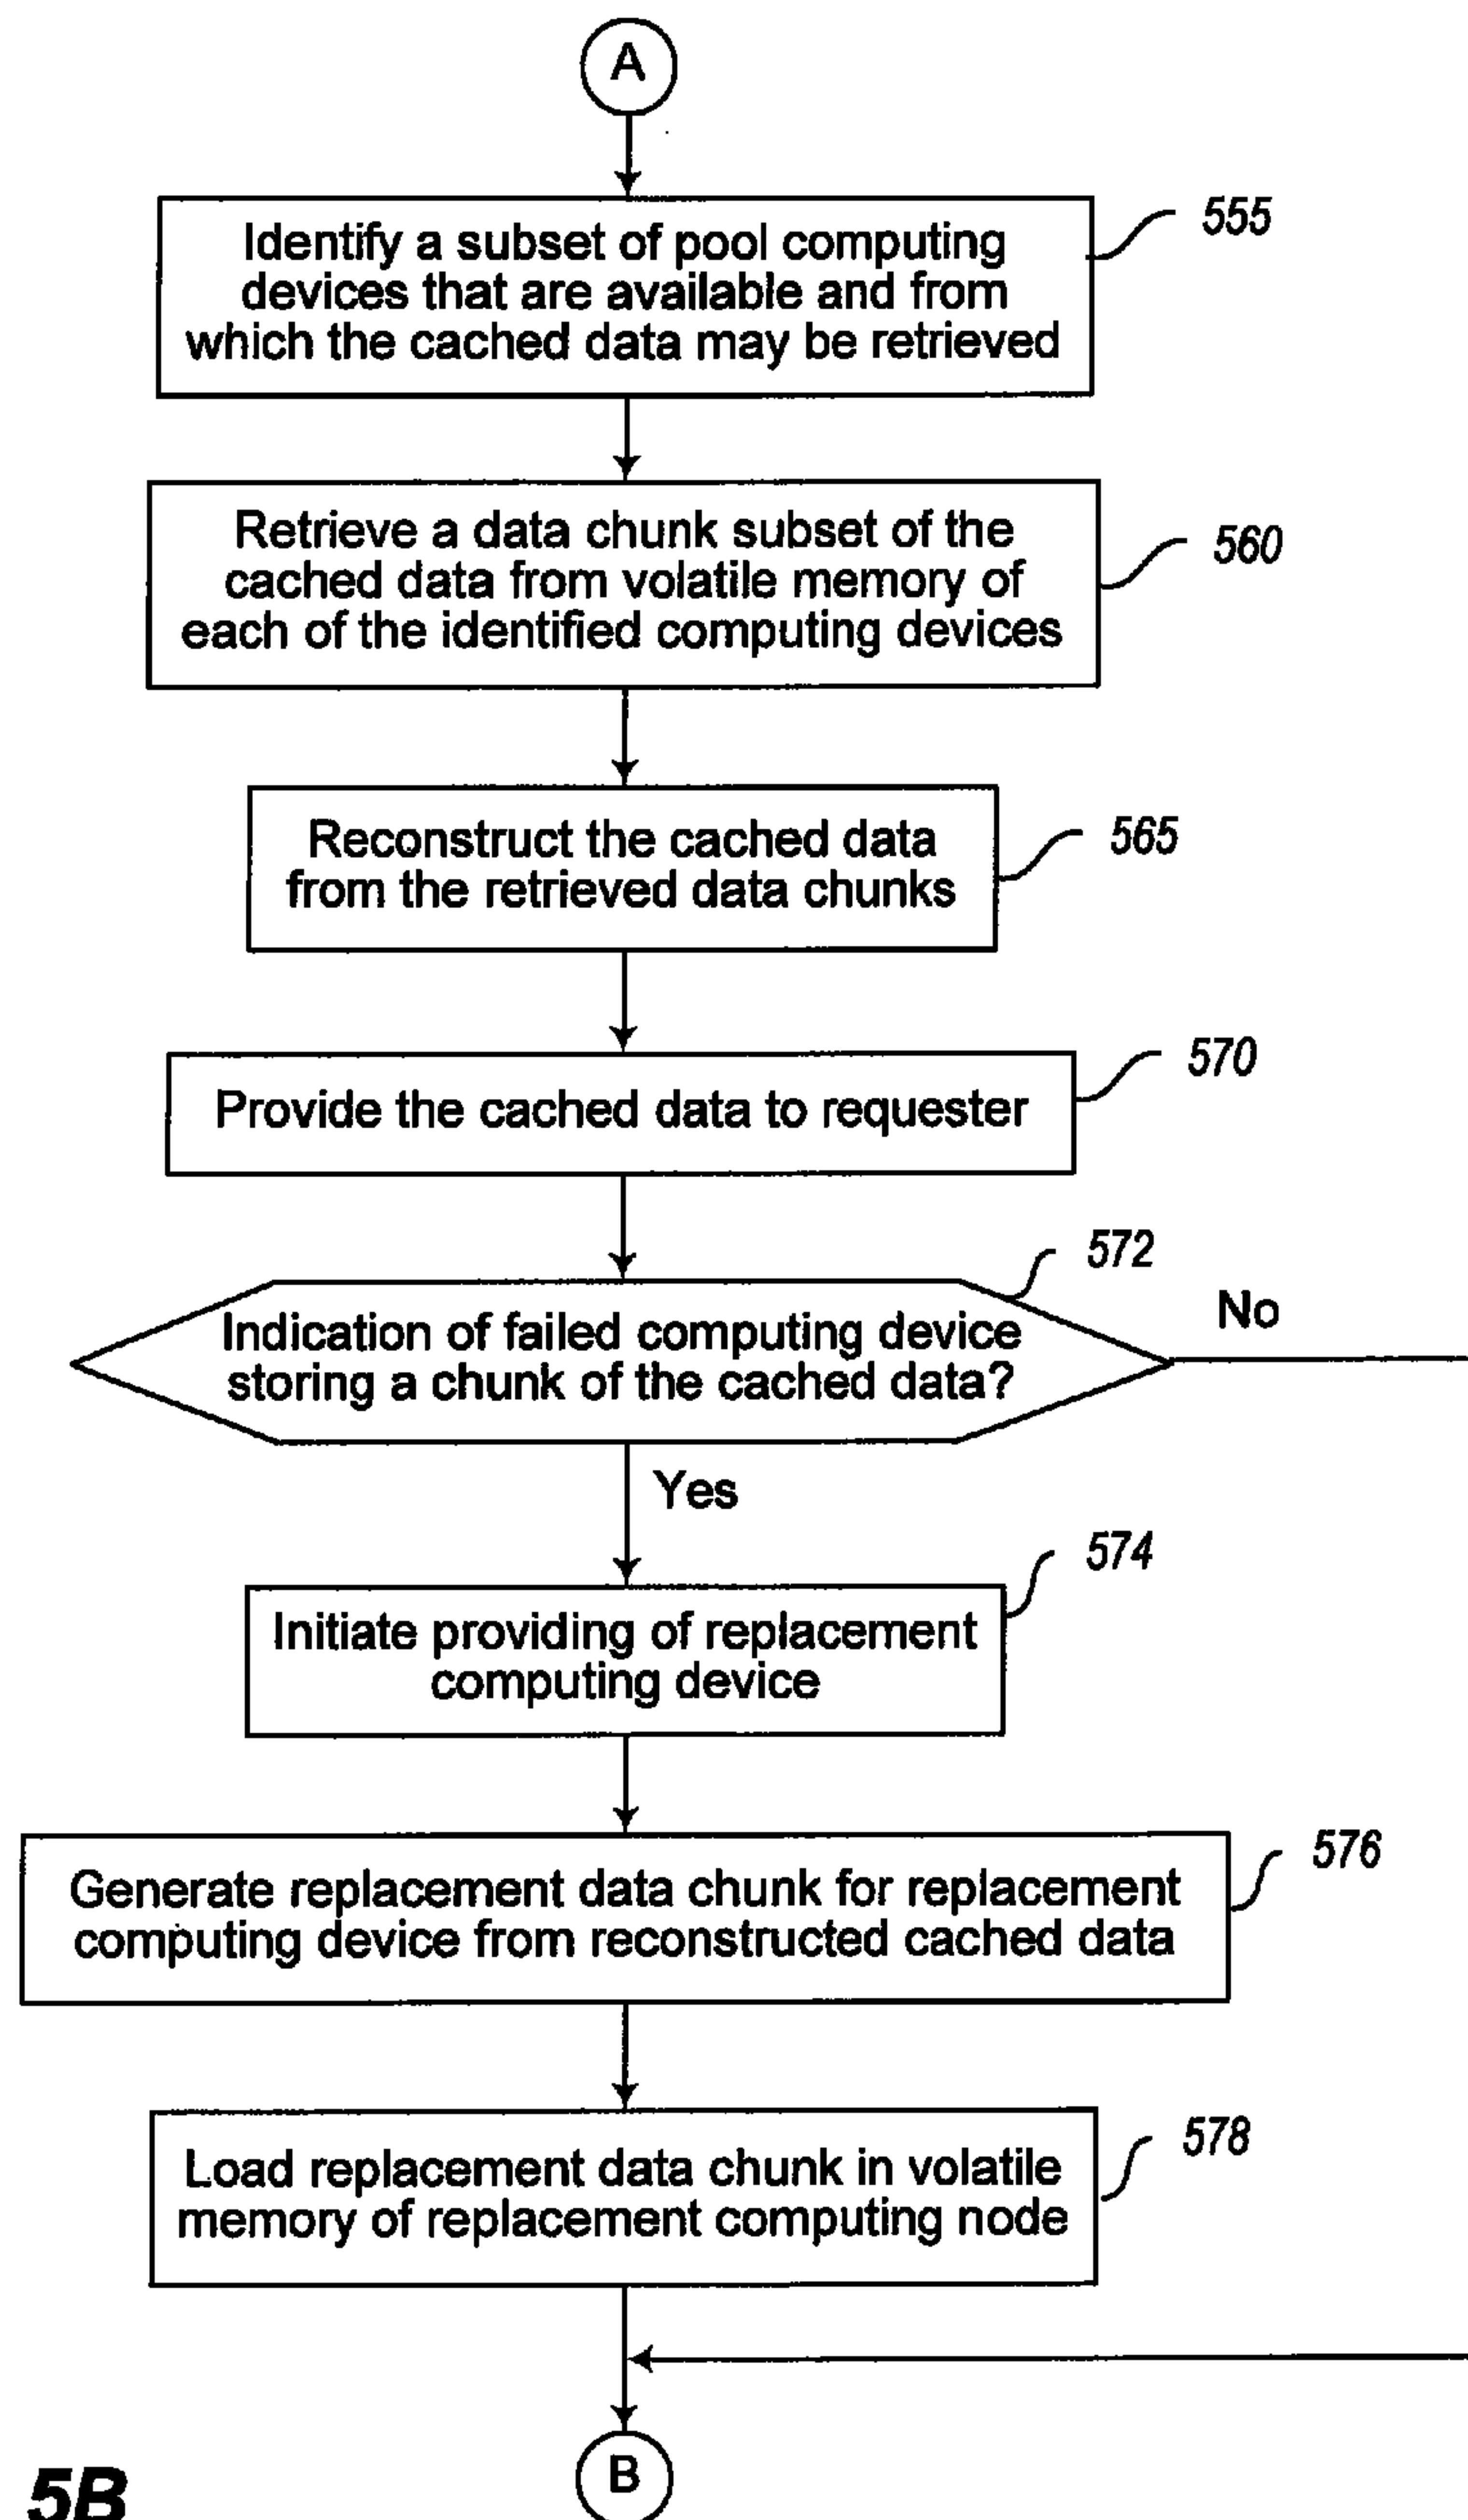 A
Identify a subset of pool computing
devices that are available and from
which the cached data may be retrieved
555
Retrieve a data chunk subset of the
cached data from volatile memory of
each of the identified computing devices
560
Reconstruct the cached data
from the retrieved data chunks
565
Provide the cached data to requester
570
Indication of failed computing device
storing a chunk of the cached data?
572
No
Yes
Initiate providing of replacement
computing device
574
Generate replacement data chunk for replacement
computing device from reconstructed cached data
576
Load replacement data chunk in volatile
memory of replacement computing node
578
B
5B